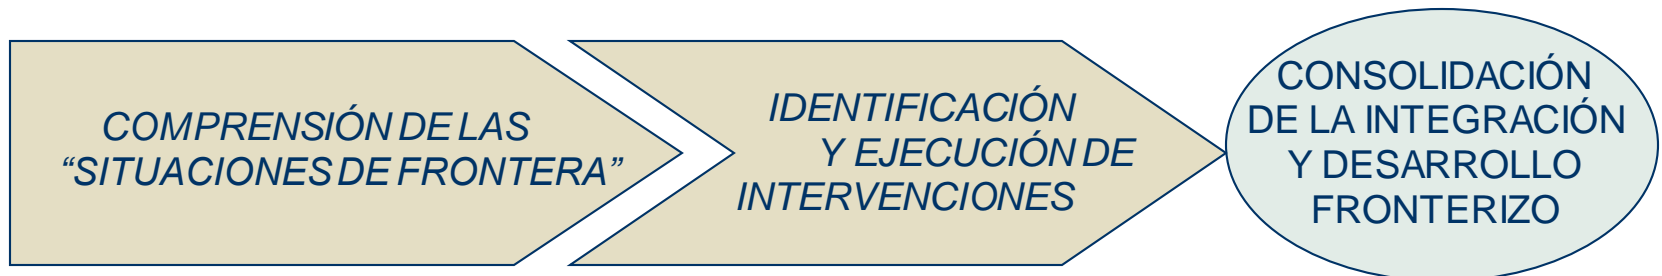 COMPRENSIÓN DE LAS
“SITUACIONES DE FRONTERA”
IDENTIFICACIÓN
Y EJECUCIÓN DE
INTERVENCIONES
CONSOLIDACIÓN
DE LA INTEGRACIÓN
Y DESARROLLO
FRONTERIZO